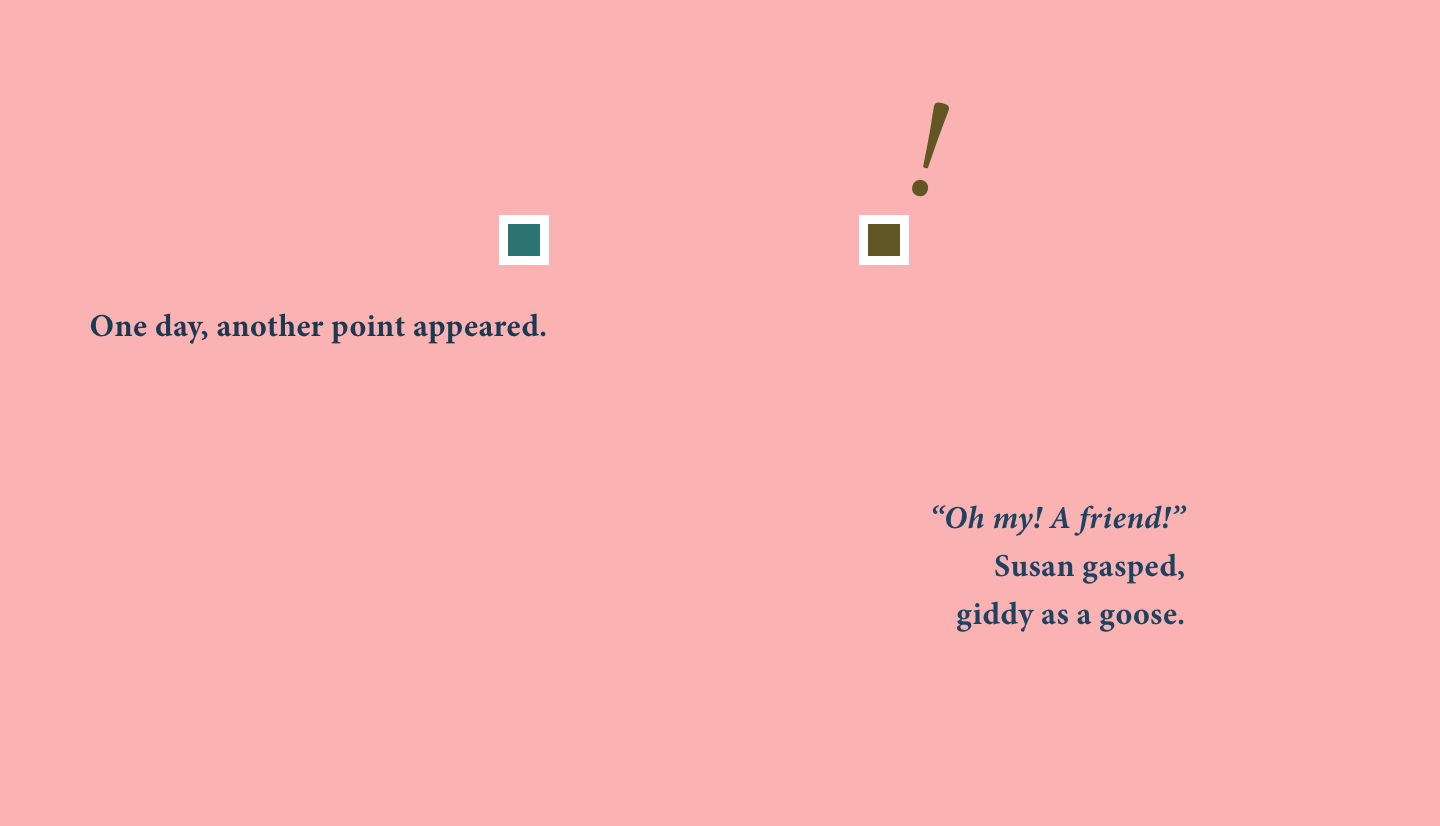 !
One day, another point appeared.
“Oh my! A friend!”
Susan gasped,
giddy as a goose.